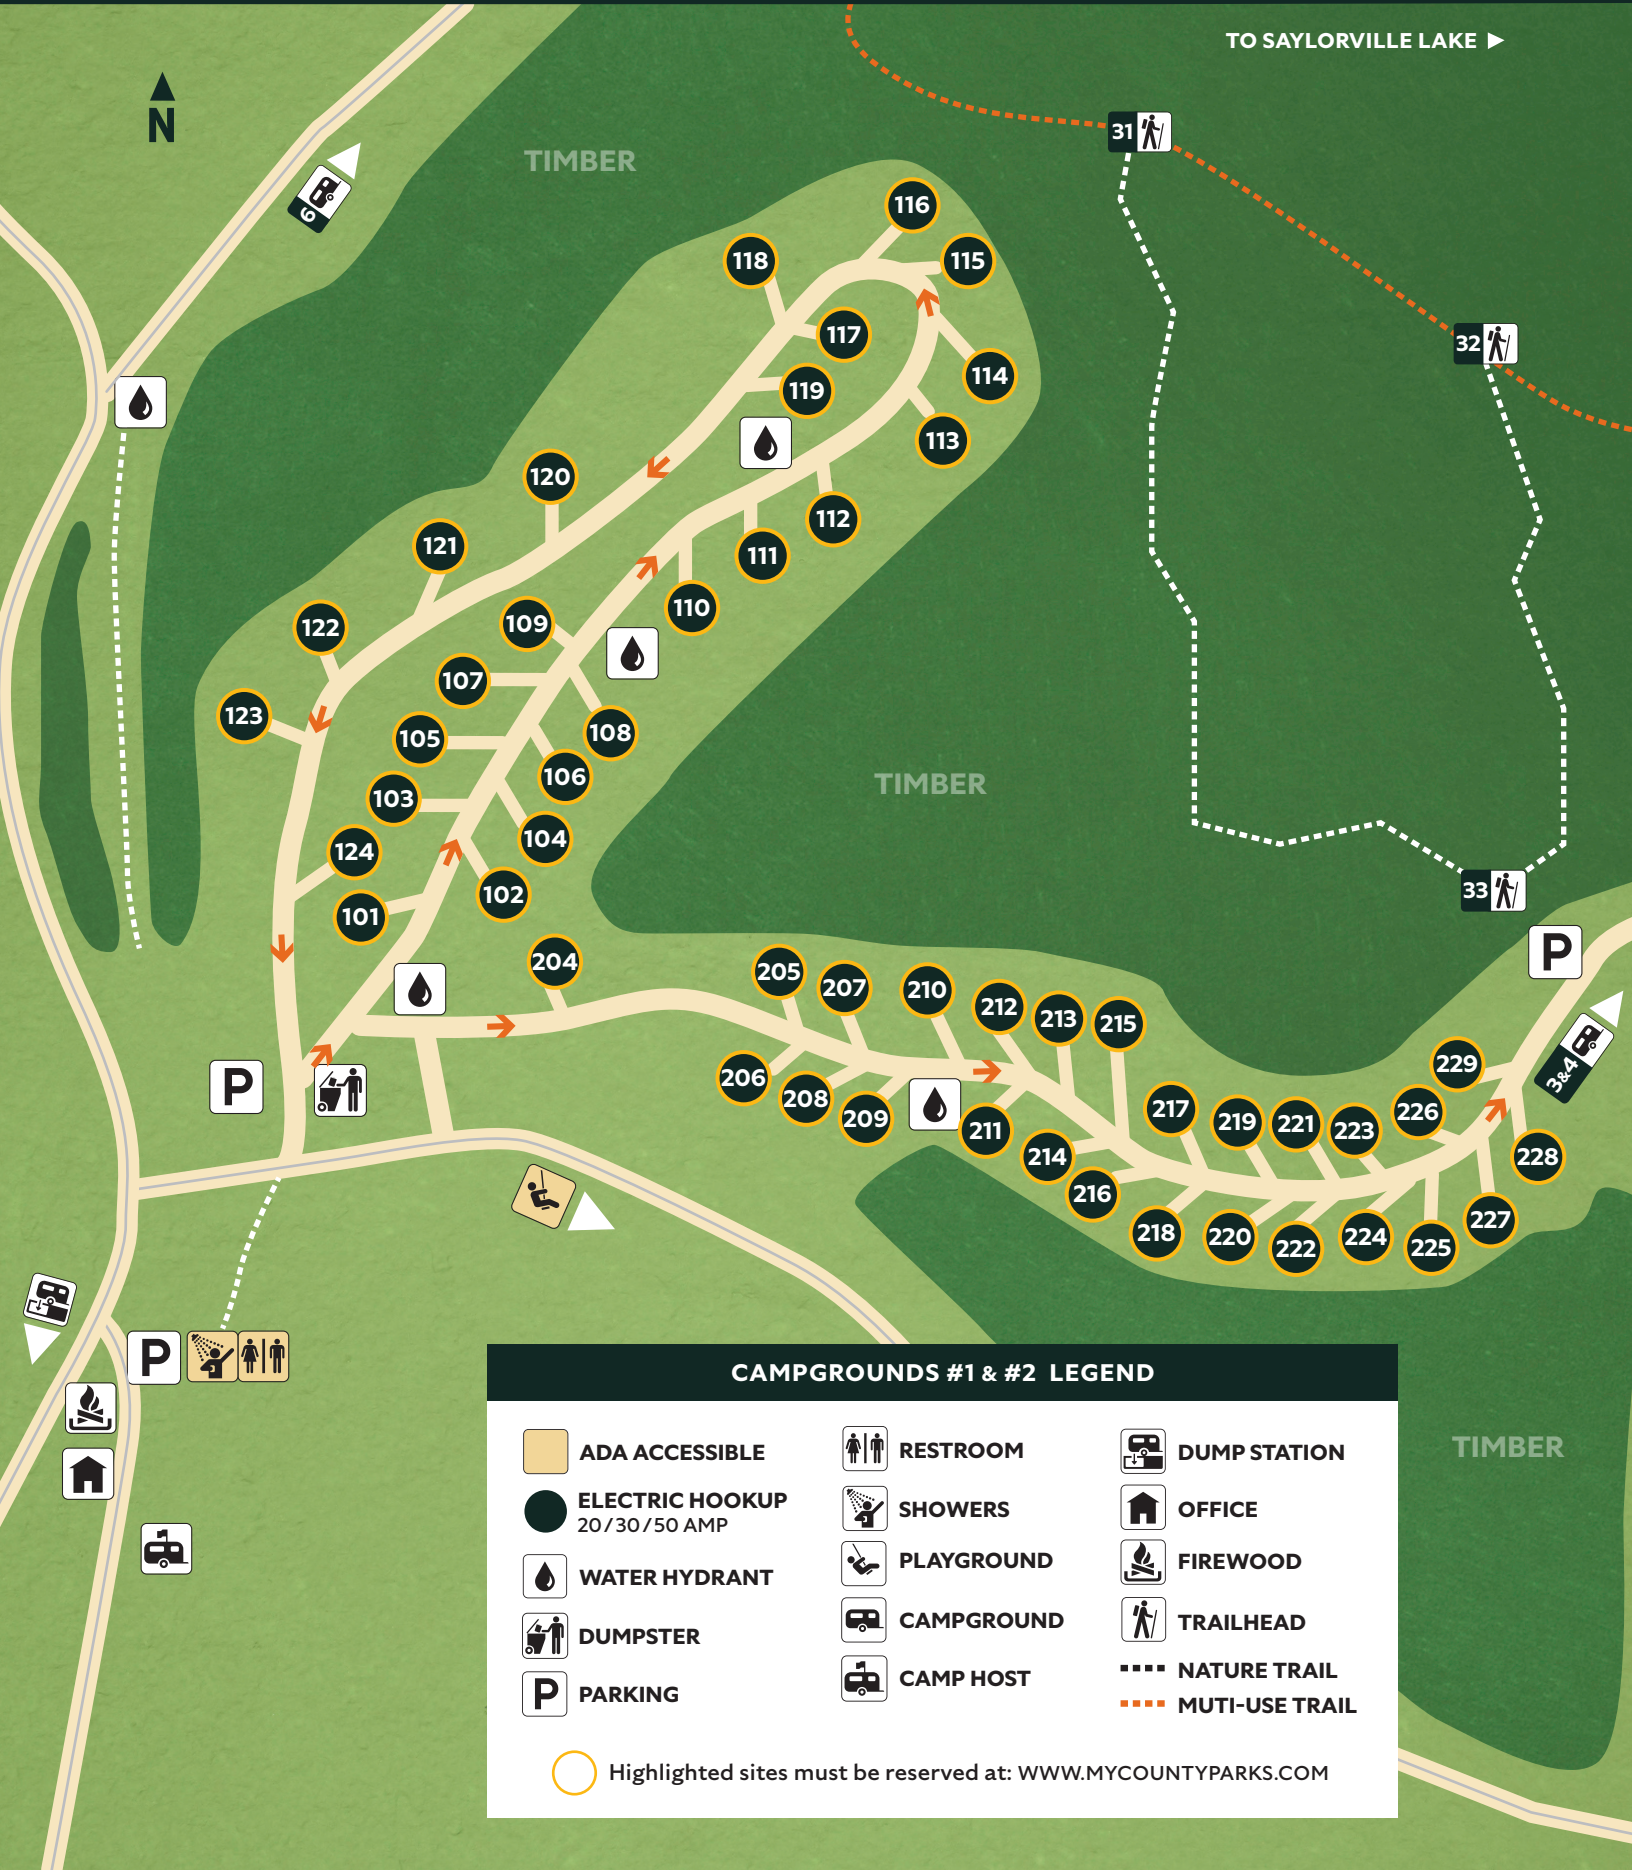 TO SAYLORVILLE LAKE
N
31
TIMBER
6
116
118
115
117
32
114
119
113
120
112
121
111
110
109
122
107
123
108
105
106
TIMBER
103
104
124
33
102
101
P
204
205
207
210
212
213
215
229
3&4
206
P
208
217
226
209
219
221
223
211
214
228
216
227
218
220
224
222
225
P
CAMPGROUNDS #1 & #2 LEGEND
ADA ACCESSIBLE
ELECTRIC HOOKUP
20/30/50 AMP
WATER HYDRANT
DUMPSTER
P PARKING
RESTROOM
SHOWERS
PLAYGROUND
CAMPGROUND
CAMP HOST
DUMP STATION
OFFICE
FIREWOOD
TRAILHEAD
NATURE TRAIL
MUTI-USE TRAIL
TIMBER
Highlighted sites must be reserved at: WWW.MYCOUNTYPARKS.COM